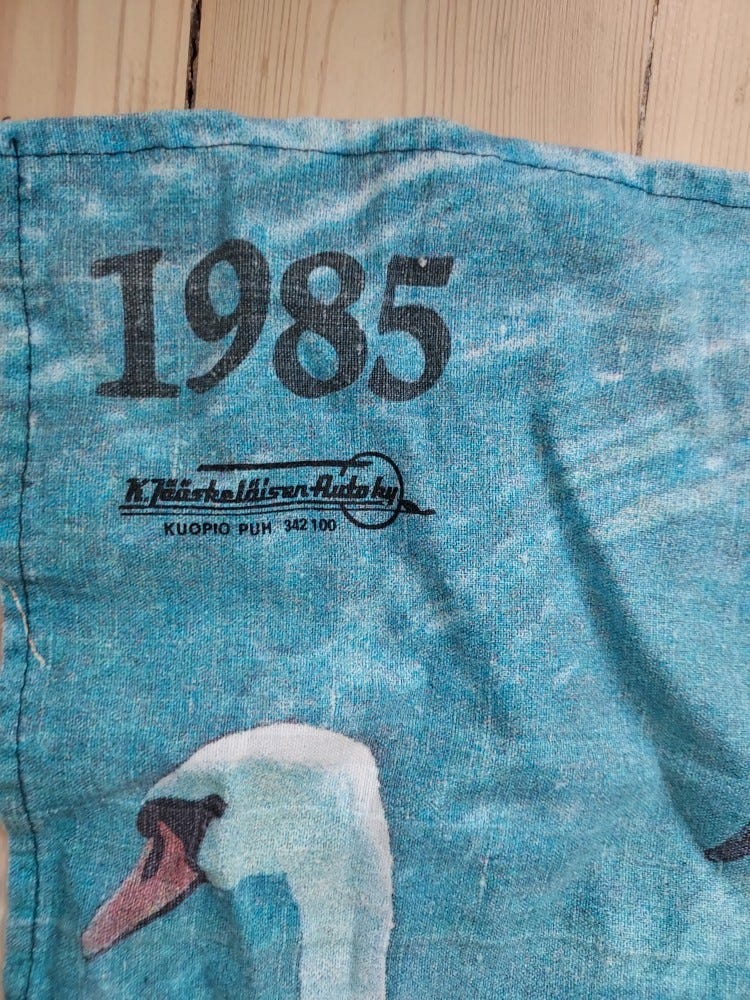 1985
K. Jääskeläisen Auto ky
KUOPIO PUH 342 100